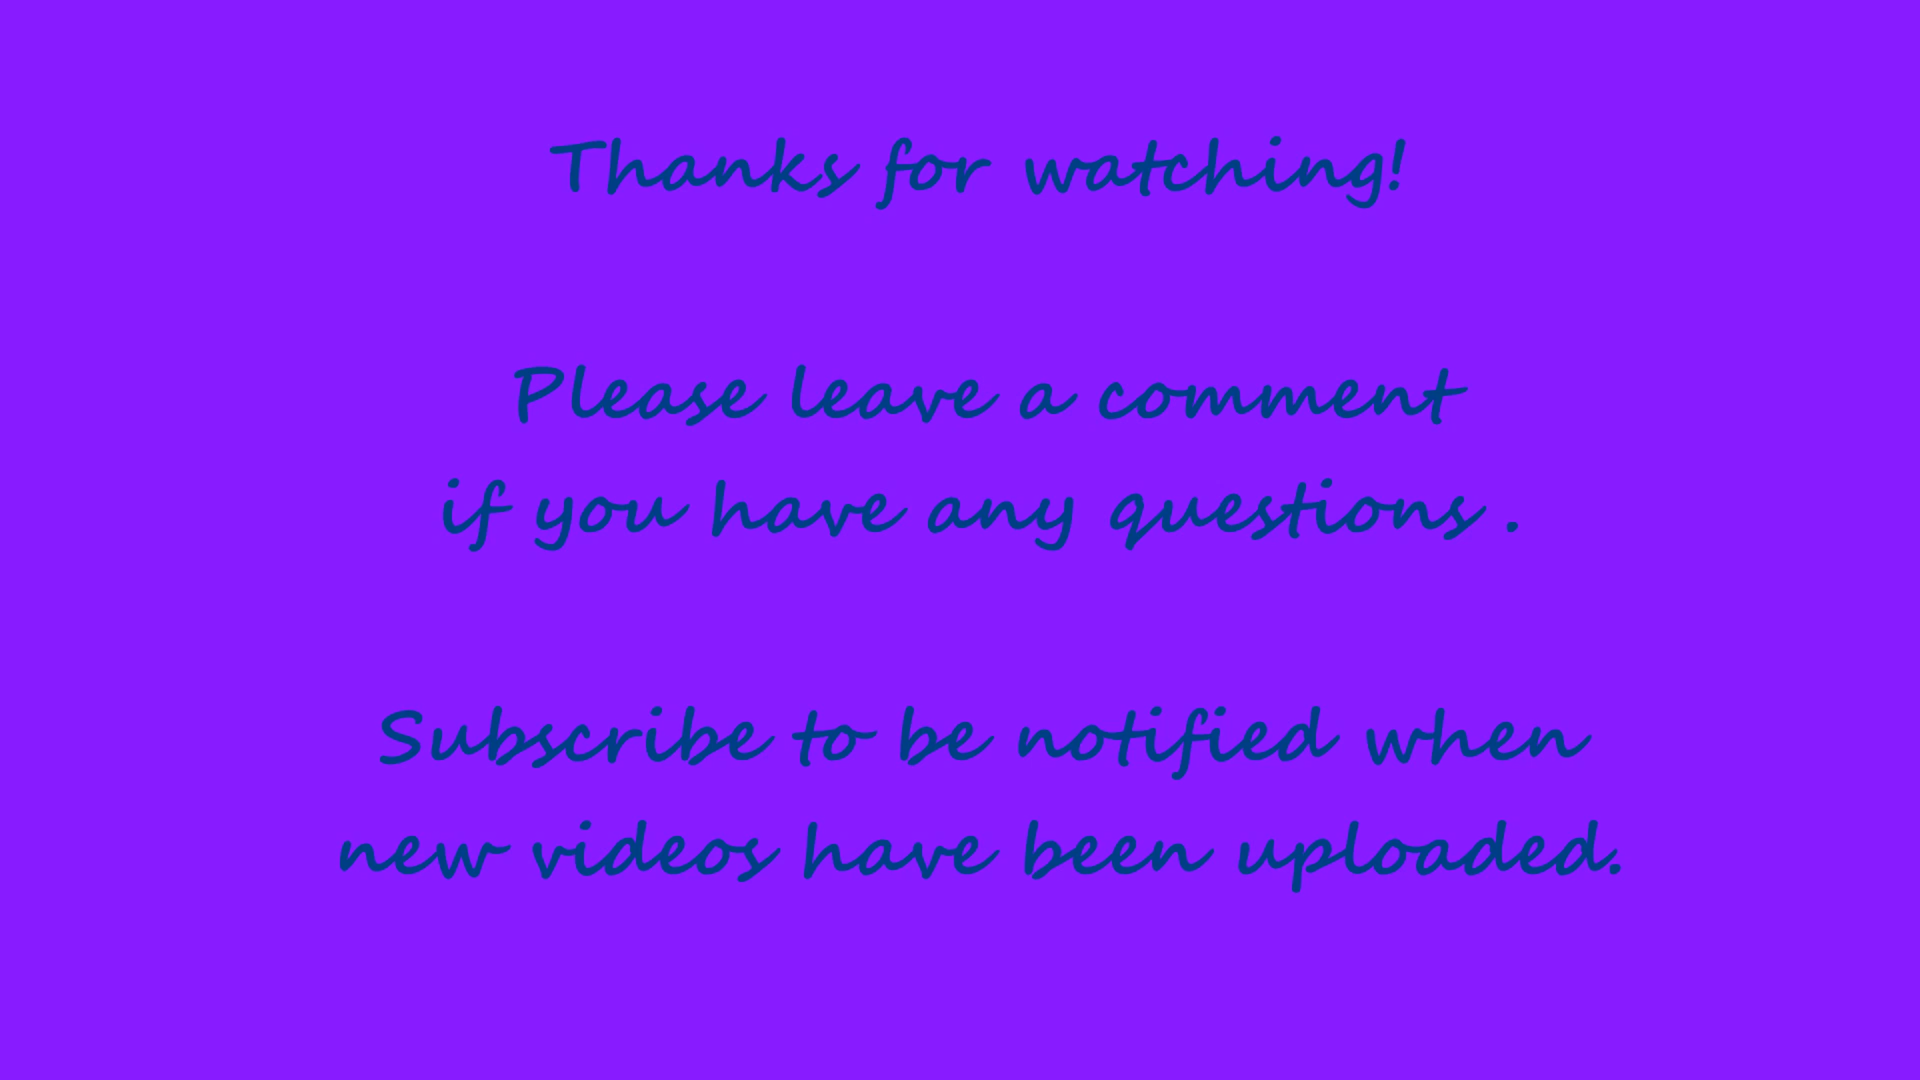 Thanks for watching!
Please leave a comment
if you have any questions .
Subscribe to be notified when
new videos have been uploaded.